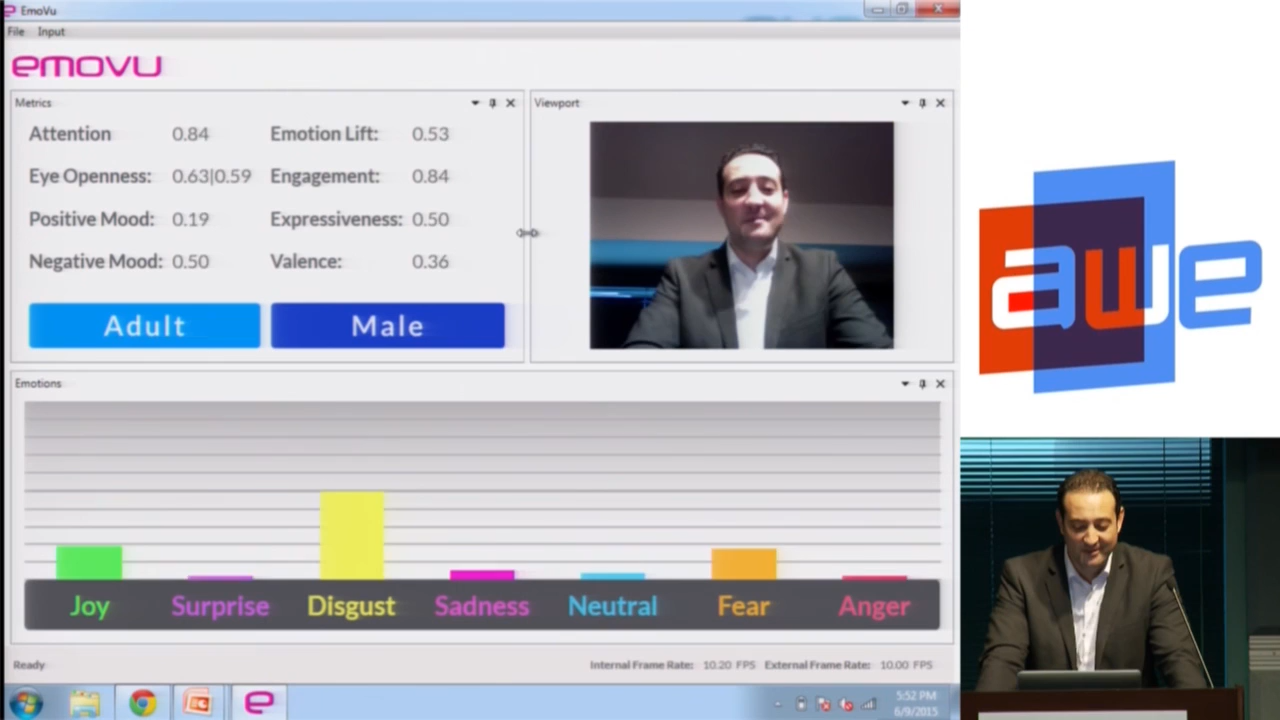 EmoVu
File Input
emovu
Metrics
Attention 0.84 Emotion Lift: 0.53
Eye Openness: 0.63|0.59 Engagement: 0.84
Positive Mood: 0.19 Expressiveness: 0.50
Negative Mood: 0.50 Valence: 0.36
Adult Male
Viewport
Emotions
Joy Surprise Disgust Sadness Neutral Fear Anger
Ready
Internal Frame Rate: 10.20 FPS External Frame Rate: 10.00 FPS
5:52 PM
6/9/2015
awe